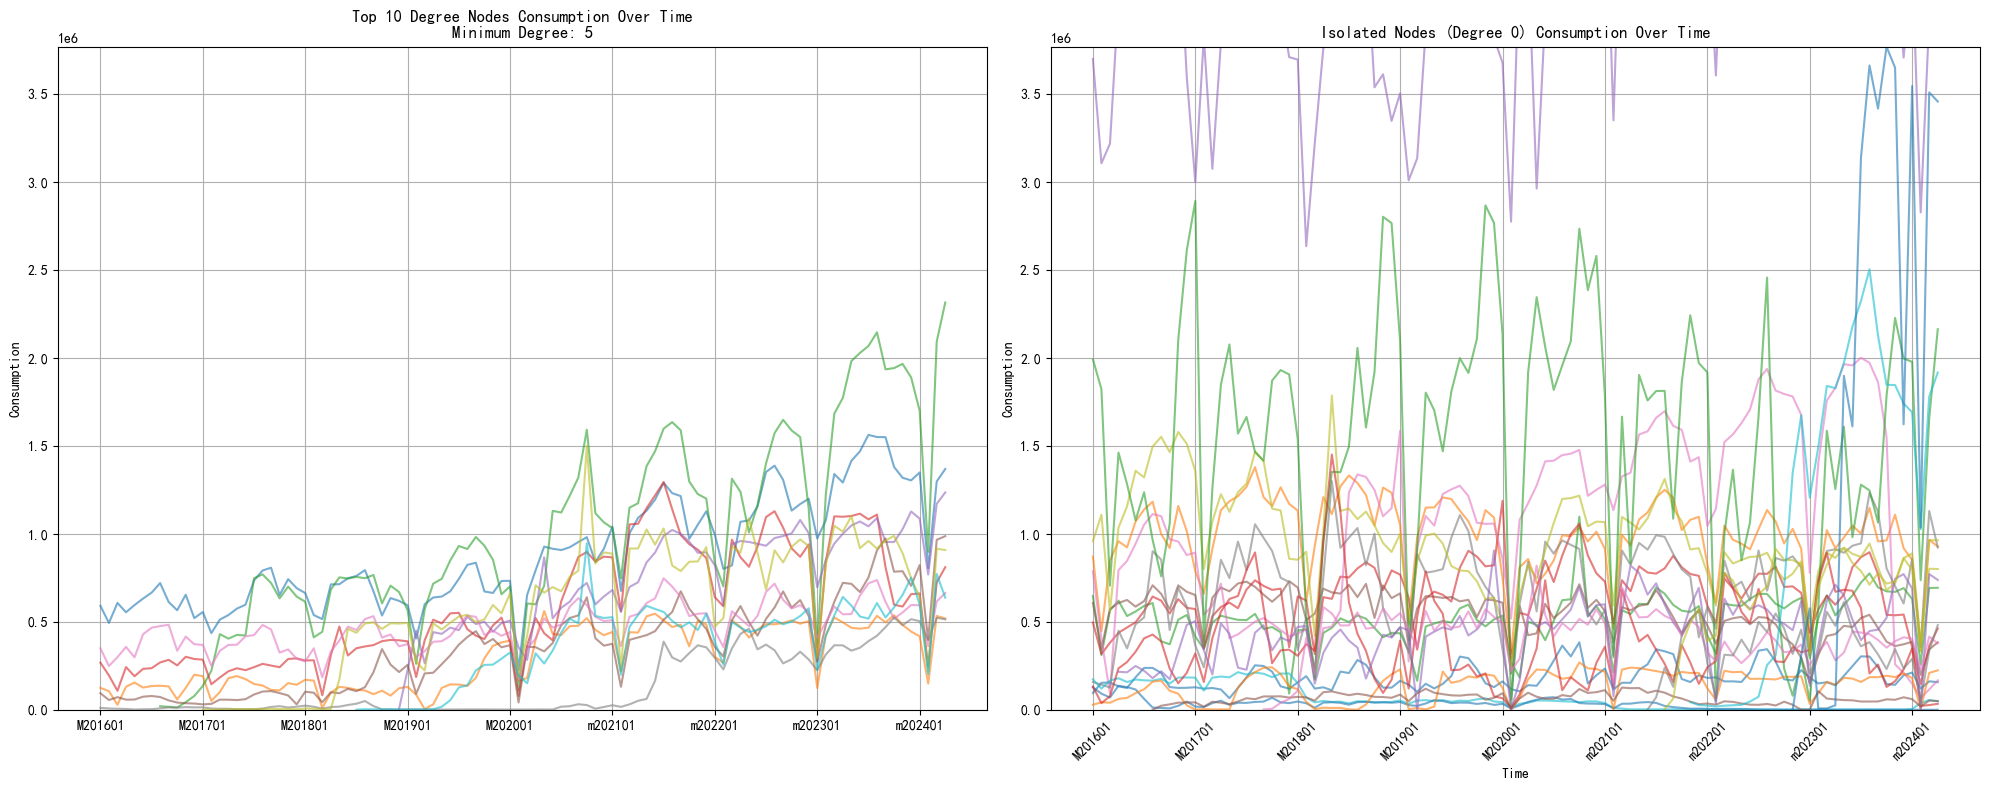 Top 10 Degree Nodes Consumption Over Time
Minimum Degree: 5
1e6
3.5
3.0
2.5
2.0
1.5
1.0
0.5
0.0
Consumption
M201601
M201701
M201801
M201901
M202001
m202101
m202201
m202301
m202401
Isolated Nodes (Degree 0) Consumption Over Time
1e6
3.5
3.0
2.5
2.0
1.5
1.0
0.5
0.0
Consumption
M201601
M201701
M201801
M201901
M202001
m202101
m202201
m202301
m202401
Time